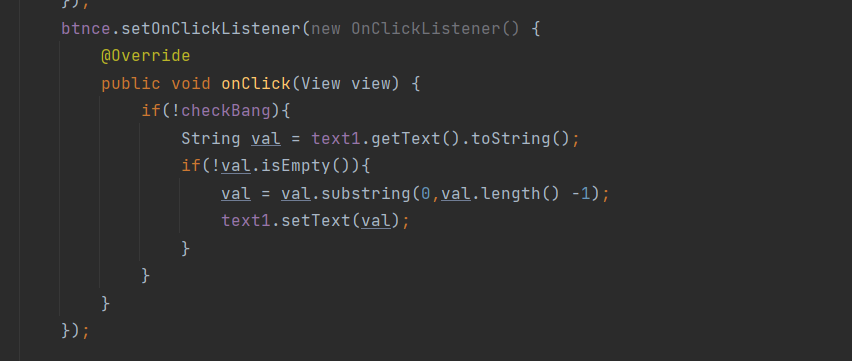 });
btnce.setOnClickListener(new OnClickListener() {
@Override
public void onClick(View view) {
if(!checkBang){
String val = text1.getText().toString();
if(!val.isEmpty()){
val = val.substring(0,val.length() -1);
text1.setText(val);
}
}
}
});